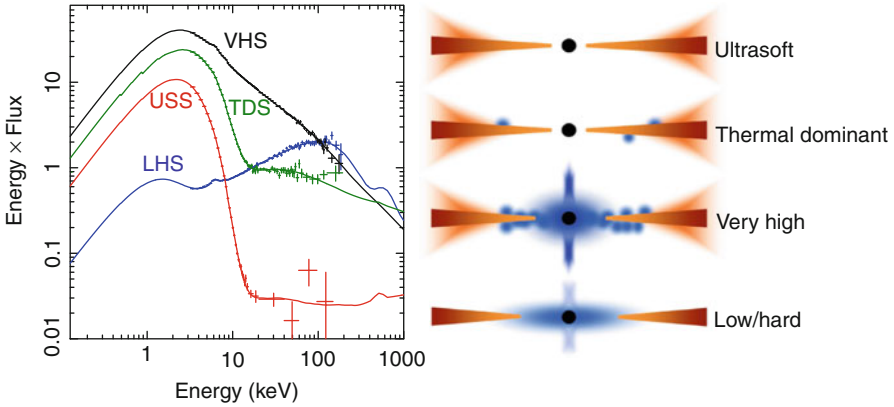 VHS
TDS
USS
LHS
Energy × Flux
10
1
0.1
0.01
1
10
100
1000
Energy (keV)
Ultrasoft
Thermal dominant
Very high
Low/hard